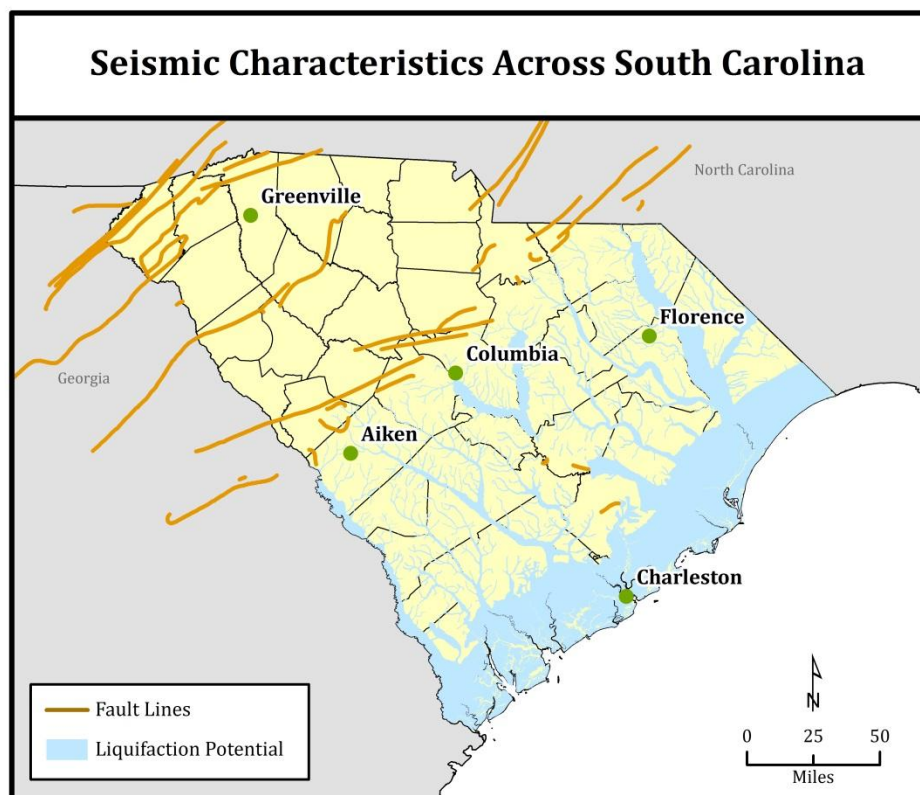 Seismic Characteristics Across South Carolina
North Carolina
Greenville
Florence
Columbia
Georgia
Aiken
Charleston
Fault Lines
Liquifaction Potential
N
0 25 50
Miles